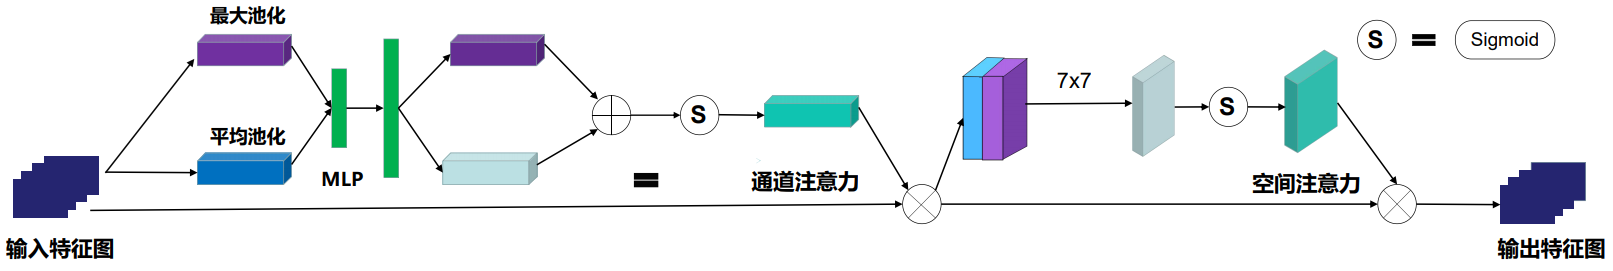 最大池化
S
Sigmoid
7x7
S
S
平均池化
MLP
通道注意力
空间注意力
输入特征图
输出特征图